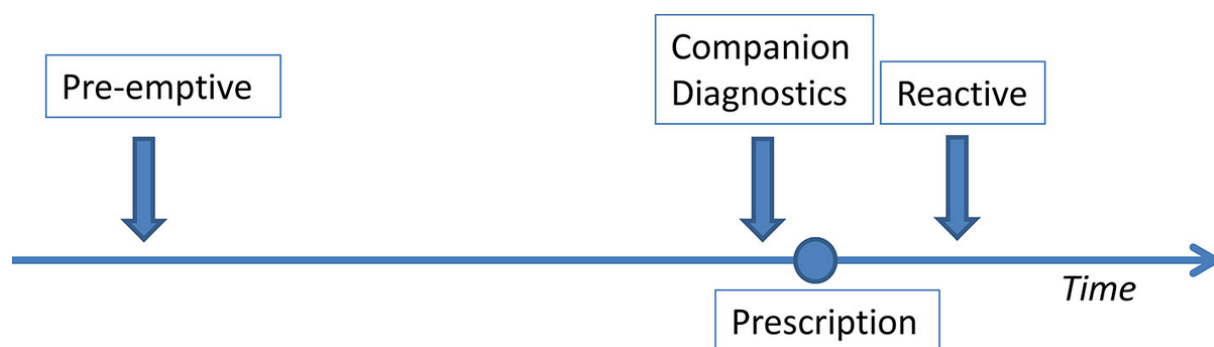 Pre-emptive
Companion
Diagnostics
Reactive
Time
Prescription